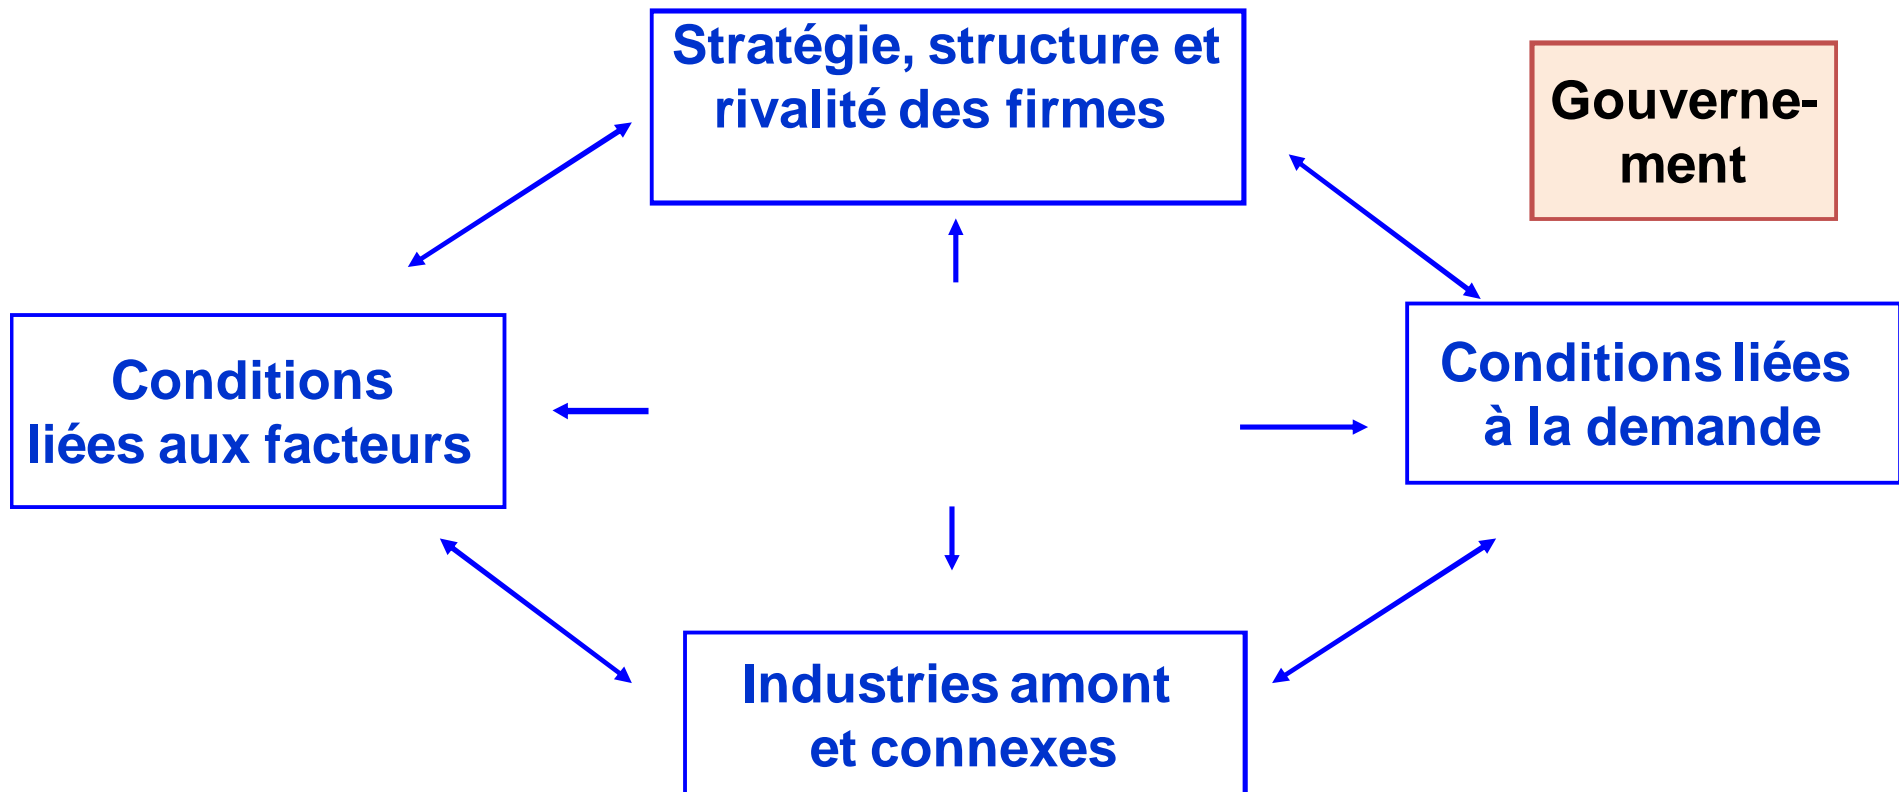 Stratégie, structure et
rivalité des firmes
Gouverne-
ment
Conditions
liées aux facteurs
Conditions liées
à la demande
Industries amont
et connexes